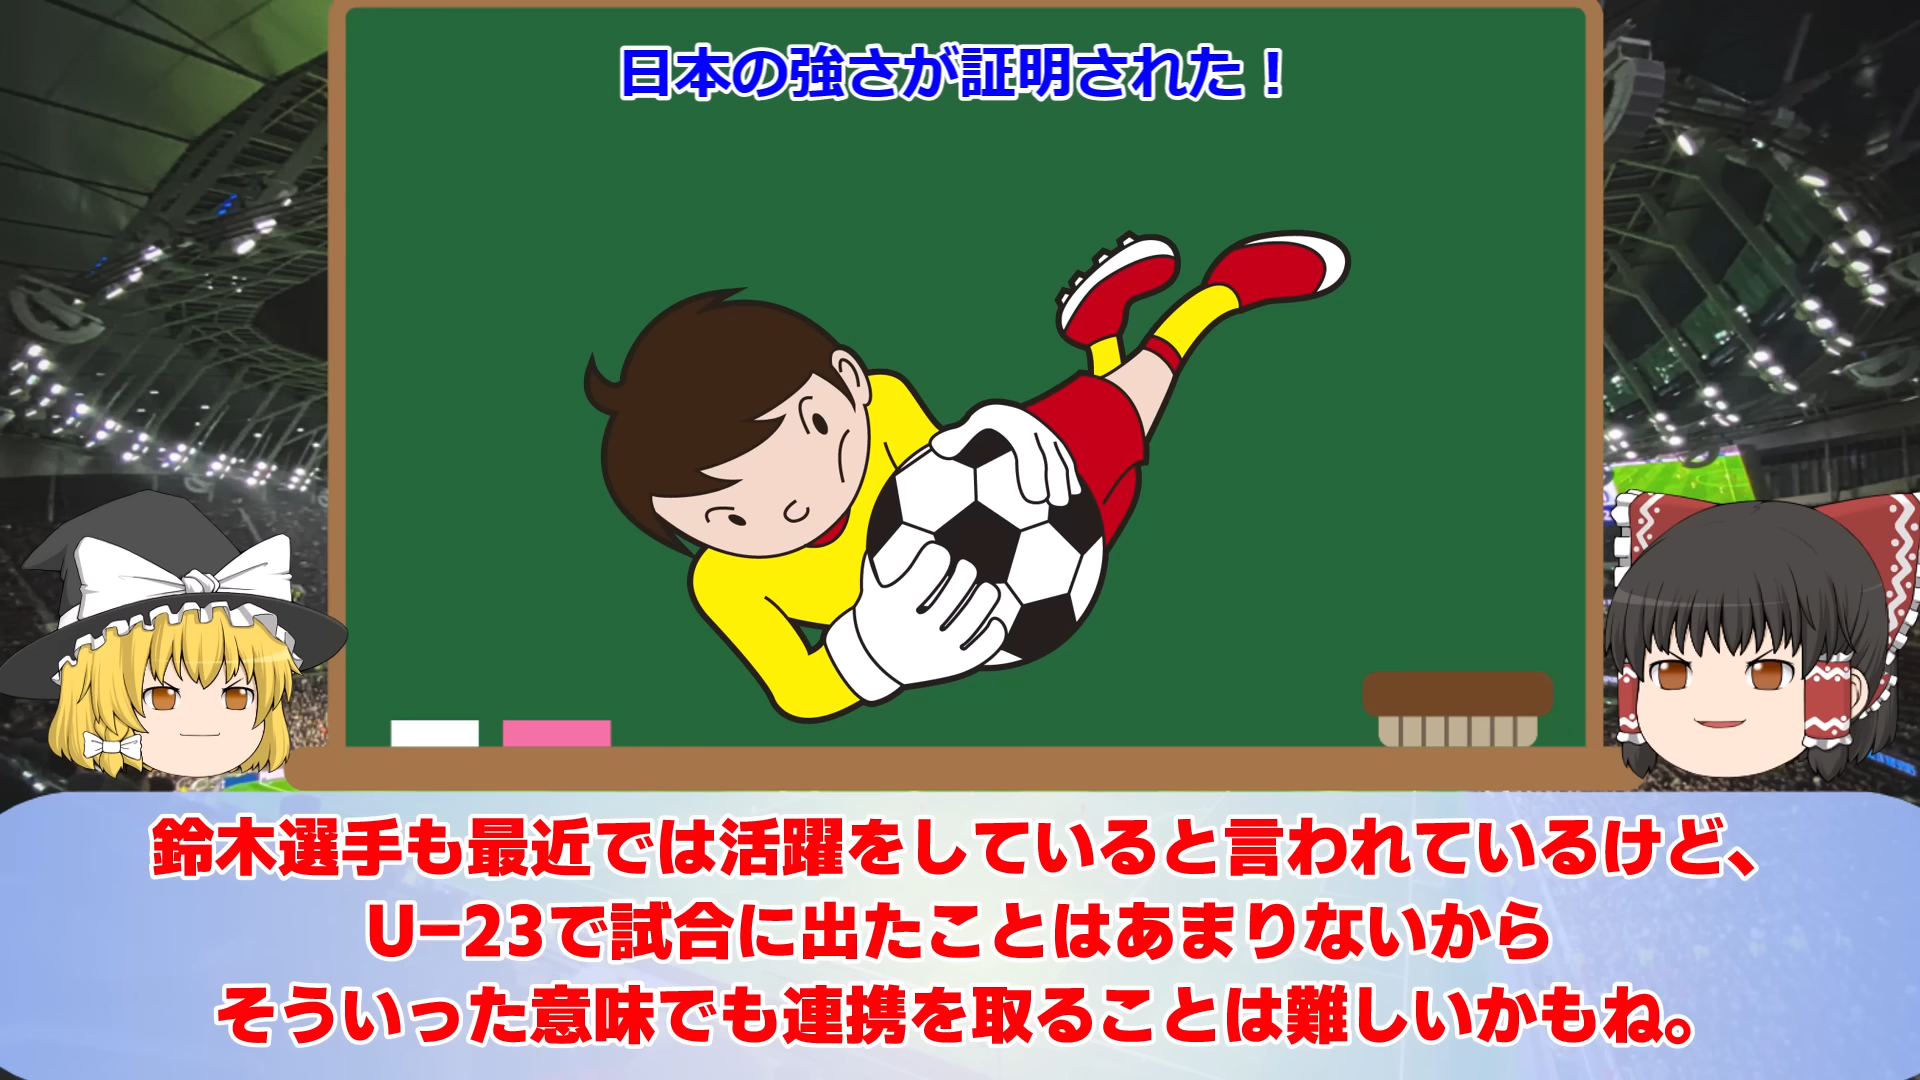 日本の強さが証明された！
鈴木選手も最近では活躍をしていると言われているけど、
U−23で試合に出たことはあまりないから
そういった意味でも連携を取ることは難しいかもね。